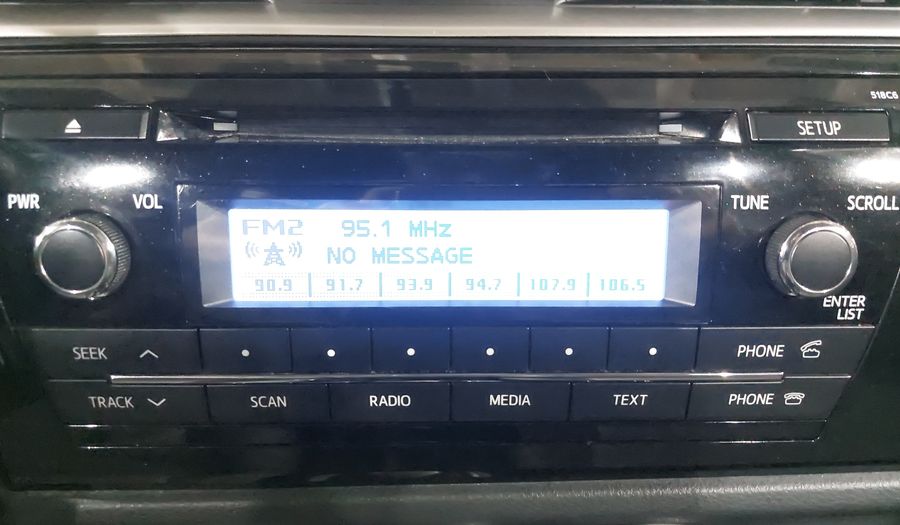 518C6
SETUP
PWR VOL TUNE SCROLL
FM2 95.1 MHz
NO MESSAGE
90.9 91.7 93.9 94.7 107.9 106.5
ENTER
LIST
SEEK PHONE
TRACK SCAN RADIO MEDIA TEXT PHONE